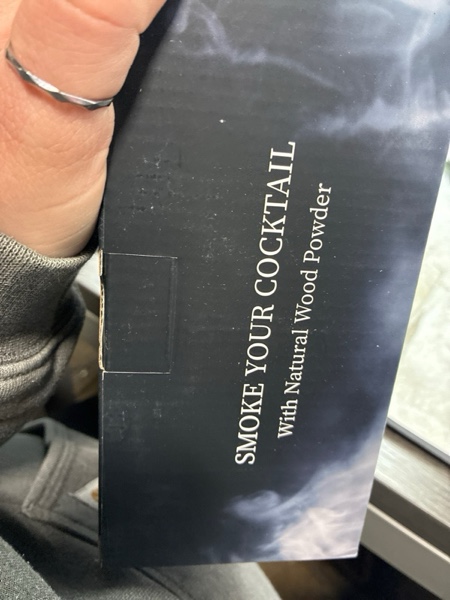 SMOKE YOUR COCKTAIL
With Natural Wood Powder